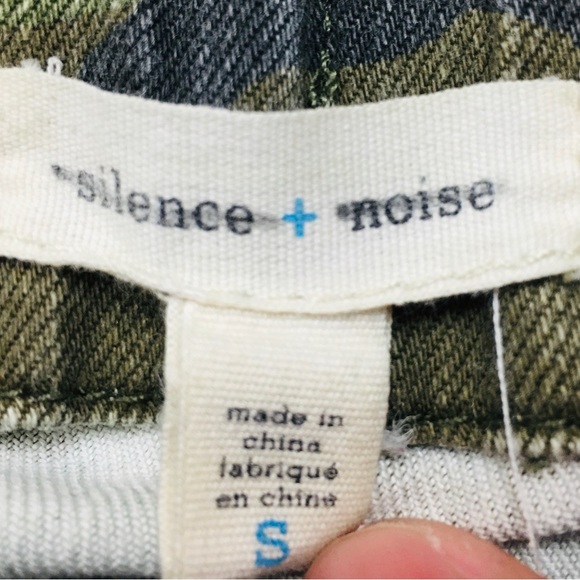 silence + noise
made in
china
fabriqué
en chine
S